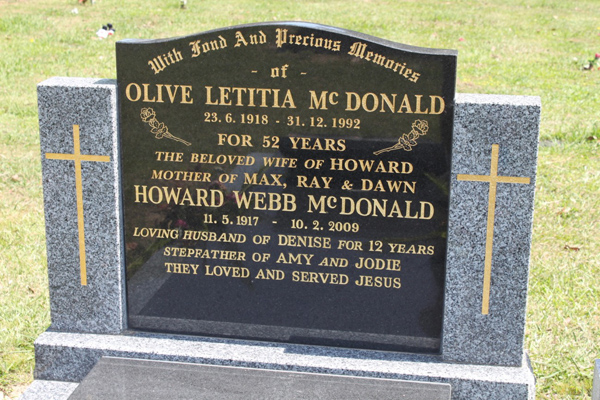 With Fond And Precious Memories
- of -
OLIVE LETITIA McDONALD
23.6.1918 - 31.12.1992
FOR 52 YEARS
THE BELOVED WIFE OF HOWARD
MOTHER OF MAX, RAY & DAWN
HOWARD WEBB McDONALD
11.5.1917 - 10.2.2009
LOVING HUSBAND OF DENISE FOR 12 YEARS
STEPFATHER OF AMY AND JODIE
THEY LOVED AND SERVED JESUS